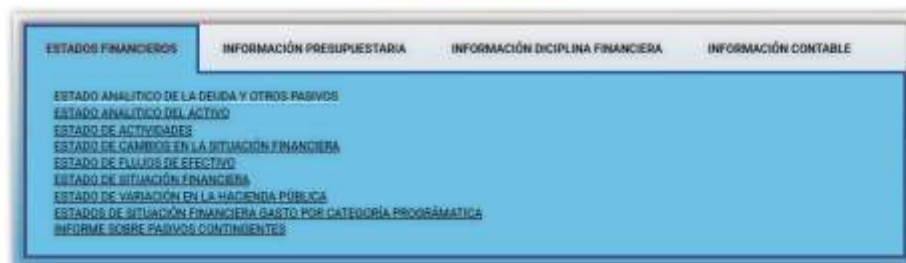 ESTADOS FINANCIEROS
INFORMACIÓN PRESUPUESTARIA
INFORMACIÓN DICIPLINA FINANCIERA
INFORMACIÓN CONTABLE
ESTADO ANALITICO DE LA DEUDA Y OTROS PASIVOS
ESTADO ANALITICO DEL ACTIVO
ESTADO DE ACTIVIDADES
ESTADO DE CAMBIOS EN LA SITUACIÓN FINANCIERA
ESTADO DE FLUJOS DE EFECTIVO
ESTADO DE SITUACIÓN FINANCIERA
ESTADO DE VARIACIÓN EN LA HACIENDA PÚBLICA
ESTADOS DE SITUACIÓN FINANCIERA GASTO POR CATEGORÍA PROGRÁMATICA
INFORME SOBRE PASIVOS CONTINGENTES